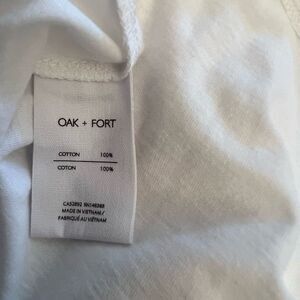 OAK + FORT
COTTON 100%
COTON 100%
MADE IN VIETNAM/
FABRIQUÉ AU VIETNAM